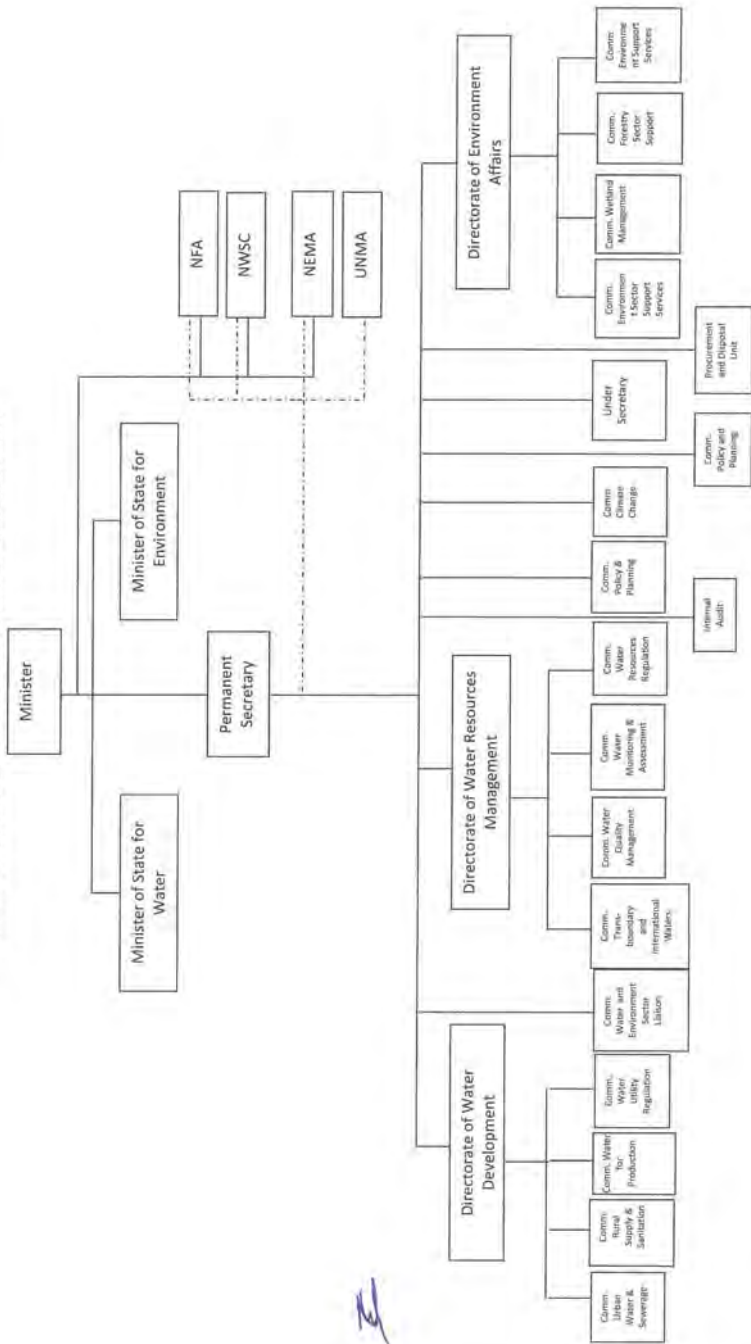 Minister
Minister of State for
Water
Minister of State for
Environment
Permanent
Secretary
NFA
NWSC
NEMA
UNMA
Directorate of Water
Development
Directorate of Water Resources
Management
Directorate of Environment
Affairs
Comm.
Urban
Water &
Sewerage
Comm.
Rural
Supply &
Sanitation
Comm. Water
for
Production
Comm.
Water
Utility
Regulation
Comm.
Water and
Environment
Sector
Liaison
Comm.
Trans-
boundary
and
International
Waters
Comm. Water
Quality
Management
Comm.
Water
Monitoring &
Assessment
Comm.
Water
Resources
Regulation
Internal
Audit
Comm.
Policy &
Planning
Comm
Climate
Change
Comm.
Policy and
Planning
Under
Secretary
Procurement
and Disposal
Unit
Comm.
Environmen
t Sector
Support
Services
Comm. Wetland
Management
Comm.
Forestry
Sector
Support
Comm
Environme
nt Support
Services